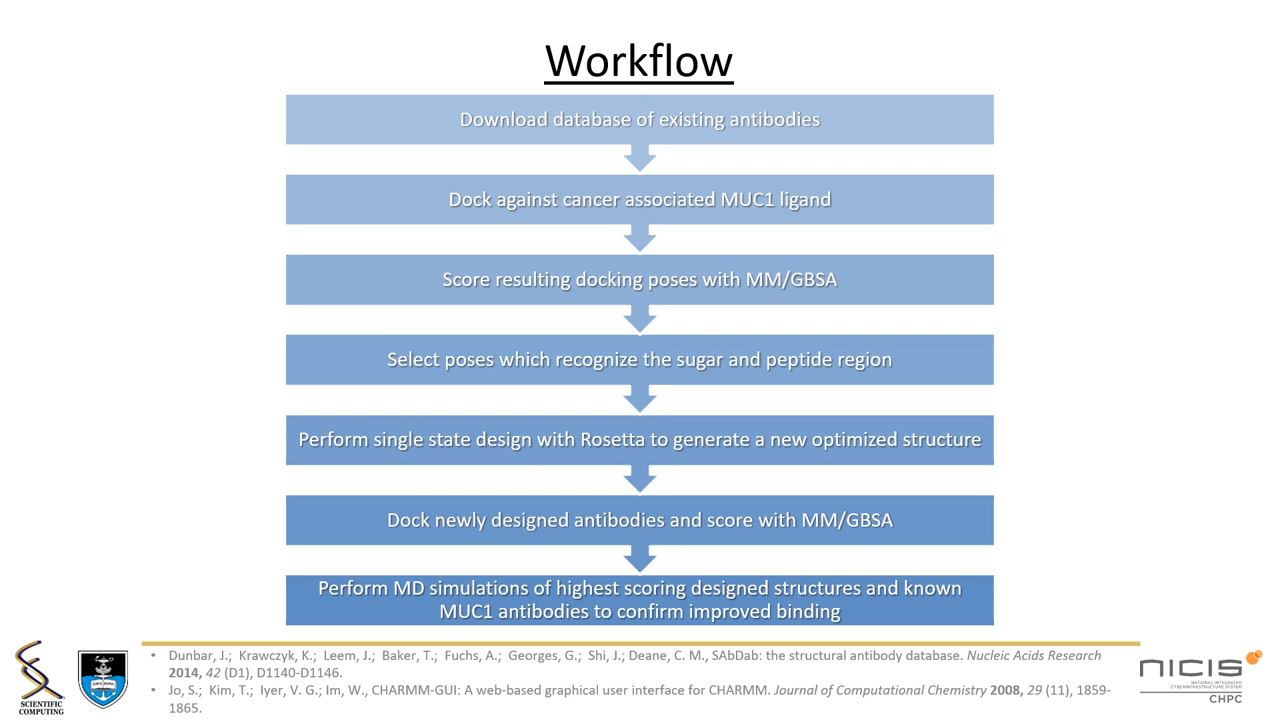 Workflow
Download database of existing antibodies
Dock against cancer associated MUC1 ligand
Score resulting docking poses with MM/GBSA
Select poses which recognize the sugar and peptide region
Perform single state design with Rosetta to generate a new optimized structure
Dock newly designed antibodies and score with MM/GBSA
Perform MD simulations of highest scoring designed structures and known
MUC1 antibodies to confirm improved binding
• Dunbar, J.; Krawczyk, K.; Leem, J.; Baker, T.; Fuchs, A.; Georges, G.; Shi, J.; Deane, C. M., SAbDab: the structural antibody database. Nucleic Acids Research
2014, 42 (D1), D1140-D1146.
• Jo, S.; Kim, T.; Iyer, V. G.; Im, W., CHARMM-GUI: A web-based graphical user interface for CHARMM. Journal of Computational Chemistry 2008, 29 (11), 1859-
1865.
SCIENTIFIC
COMPUTING
NICIS
NATIONAL INTEGRATED
CYBERINFRASTRUCTURE SYSTEM
CHPC